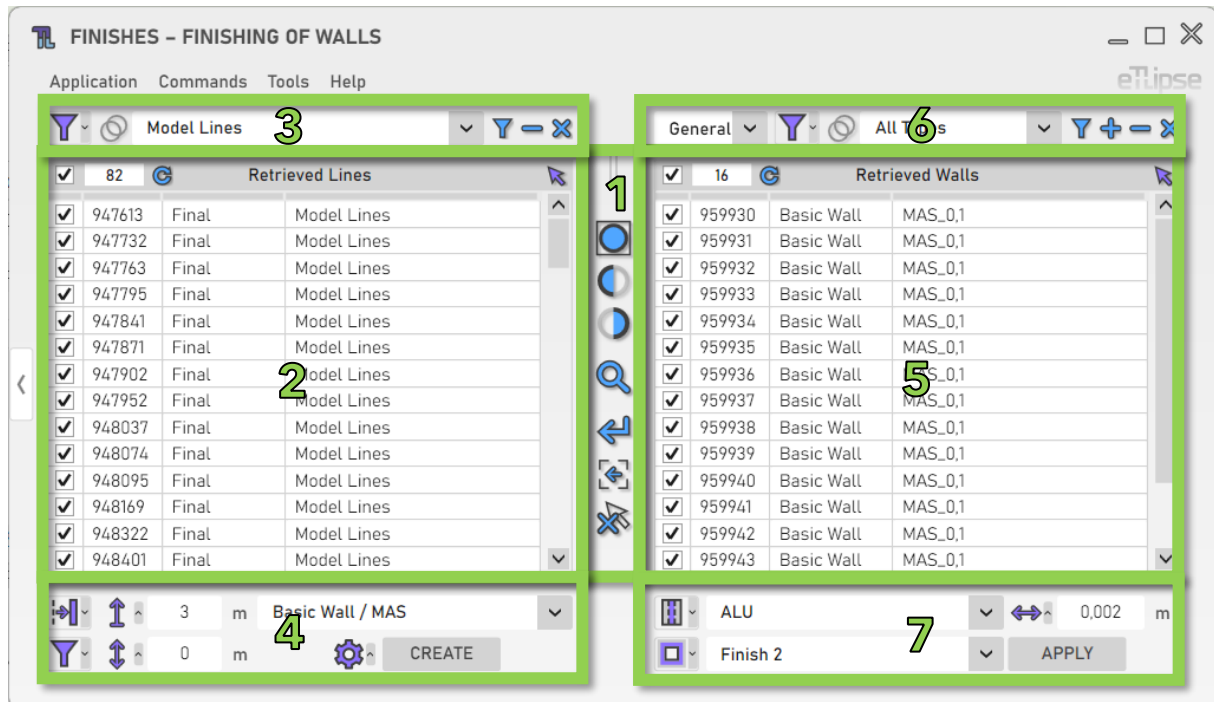 FINISHES – FINISHING OF WALLS
Application Commands Tools Help
eTLipse
3
Model Lines
6
General
All Types
1
82 Retrieved Lines
947613 Final Model Lines
947732 Final Model Lines
947763 Final Model Lines
947795 Final Model Lines
947841 Final Model Lines
947871 Final Model Lines
947902 Final Model Lines
947952 Final Model Lines
948037 Final Model Lines
948074 Final Model Lines
948095 Final Model Lines
948169 Final Model Lines
948322 Final Model Lines
948401 Final Model Lines
2
16 Retrieved Walls
959930 Basic Wall MAS_0,1
959931 Basic Wall MAS_0,1
959932 Basic Wall MAS_0,1
959933 Basic Wall MAS_0,1
959934 Basic Wall MAS_0,1
959935 Basic Wall MAS_0,1
959936 Basic Wall MAS_0,1
959937 Basic Wall MAS_0,1
959938 Basic Wall MAS_0,1
959939 Basic Wall MAS_0,1
959940 Basic Wall MAS_0,1
959941 Basic Wall MAS_0,1
959942 Basic Wall MAS_0,1
959943 Basic Wall MAS_0,1
5
3 m Basic Wall / MAS
4
0 m CREATE
ALU 0,002 m
7
Finish 2 APPLY